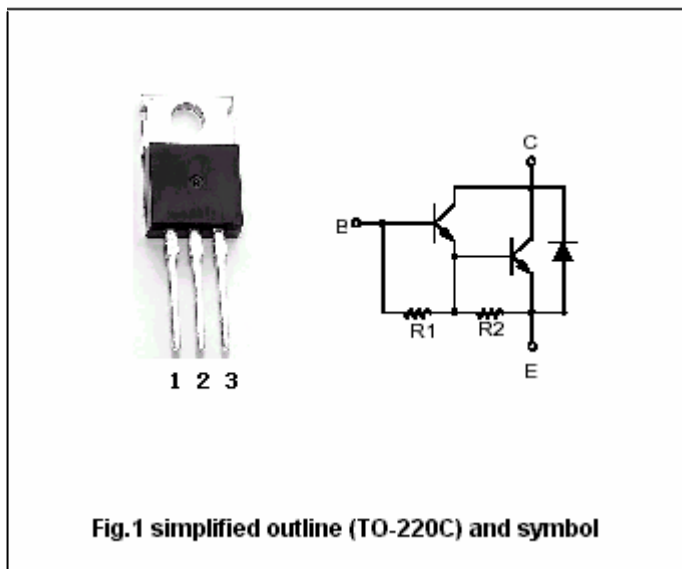 C
B
R1
R2
E
1 2 3
Fig.1 simplified outline (TO-220C) and symbol